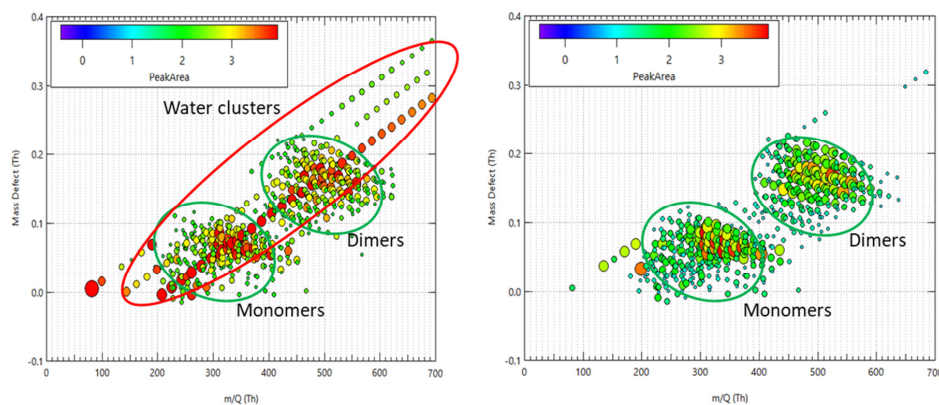 0.4
0.3
0.2
0.1
0.0
-0.1
Mass Defect (Th)
0 1 2 3
PeakArea
Water clusters
Dimers
Monomers
0 100 200 300 400 500 600 700
m/Q (Th)
0.4
0.3
0.2
0.1
0.0
-0.1
Mass Defect (Th)
0 1 2 3
PeakArea
Dimers
Monomers
0 100 200 300 400 500 600 700
m/Q (Th)